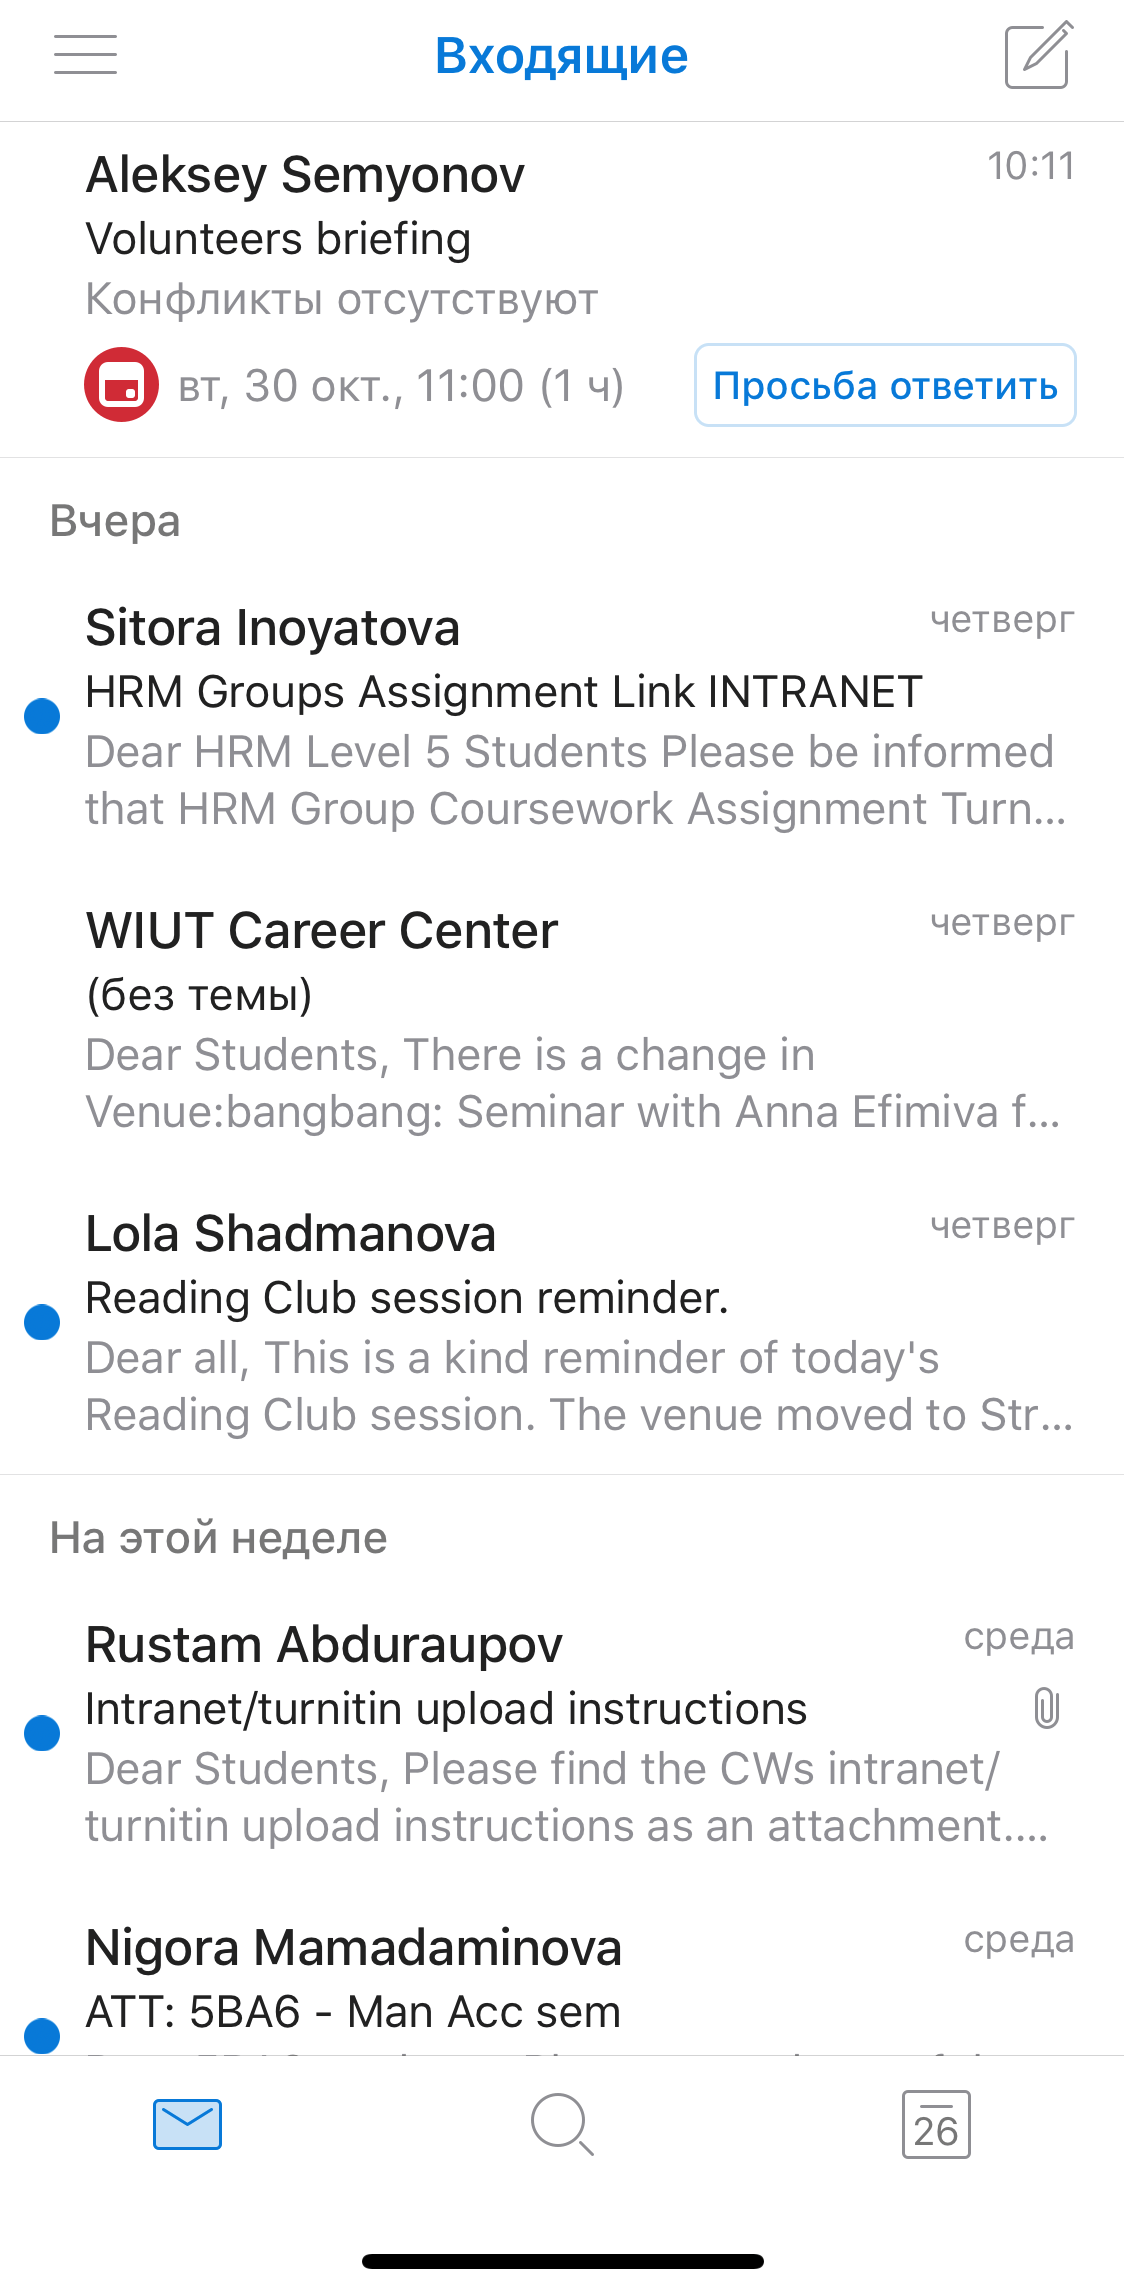 Входящие
Aleksey Semyonov
10:11
Volunteers briefing
Конфликты отсутствуют
вт, 30 окт., 11:00 (1 ч)
Просьба ответить
Вчера
Sitora Inoyatova
четверг
HRM Groups Assignment Link INTRANET
Dear HRM Level 5 Students Please be informed
that HRM Group Coursework Assignment Turn...
WIUT Career Center
четверг
(без темы)
Dear Students, There is a change in
Venue:bangbang: Seminar with Anna Efimiva f...
Lola Shadmanova
четверг
Reading Club session reminder.
Dear all, This is a kind reminder of today's
Reading Club session. The venue moved to Str...
На этой неделе
Rustam Abduraupov
среда
Intranet/turnitin upload instructions
Dear Students, Please find the CWs intranet/
turnitin upload instructions as an attachment....
Nigora Mamadaminova
среда
ATT: 5BA6 - Man Acc sem
26